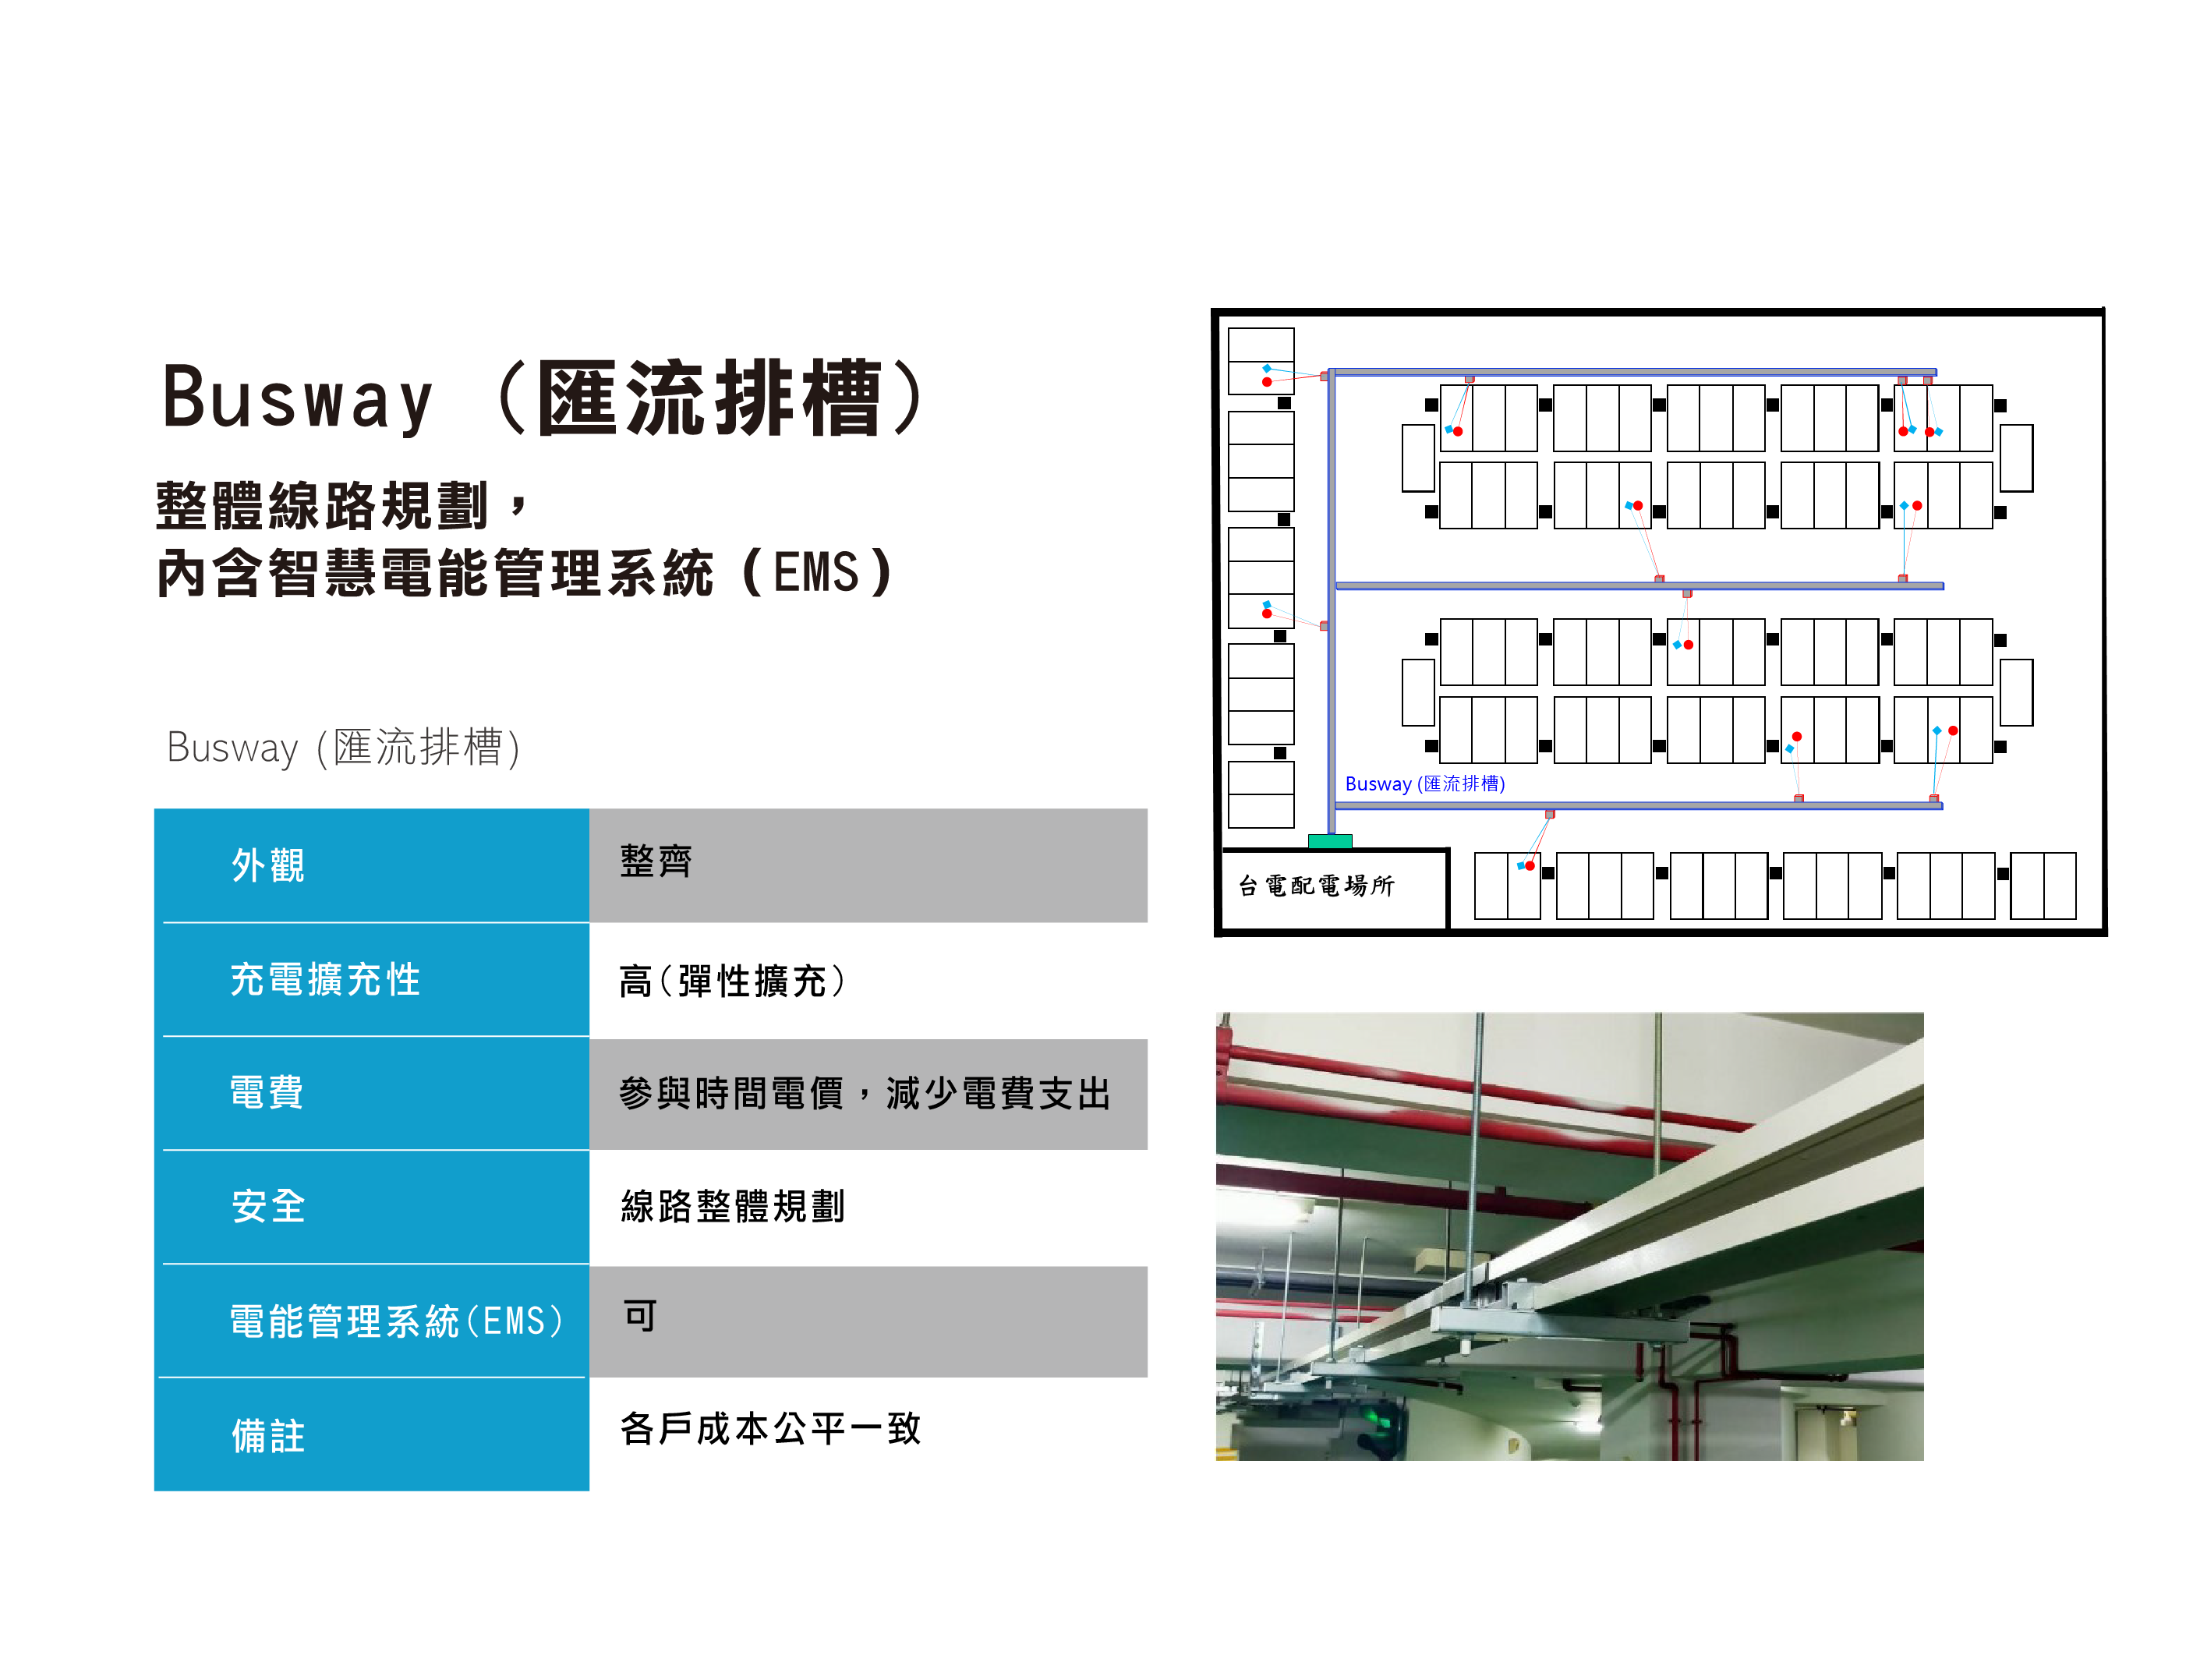 Busway (匯流排槽)
整體線路規劃，
內含智慧電能管理系統(EMS)
Busway (匯流排槽)
外觀 整齊
充電擴充性 高(彈性擴充)
電費 參與時間電價，減少電費支出
安全 線路整體規劃
電能管理系統(EMS) 可
備註 各戶成本公平一致
Busway (匯流排槽)
台電配電場所